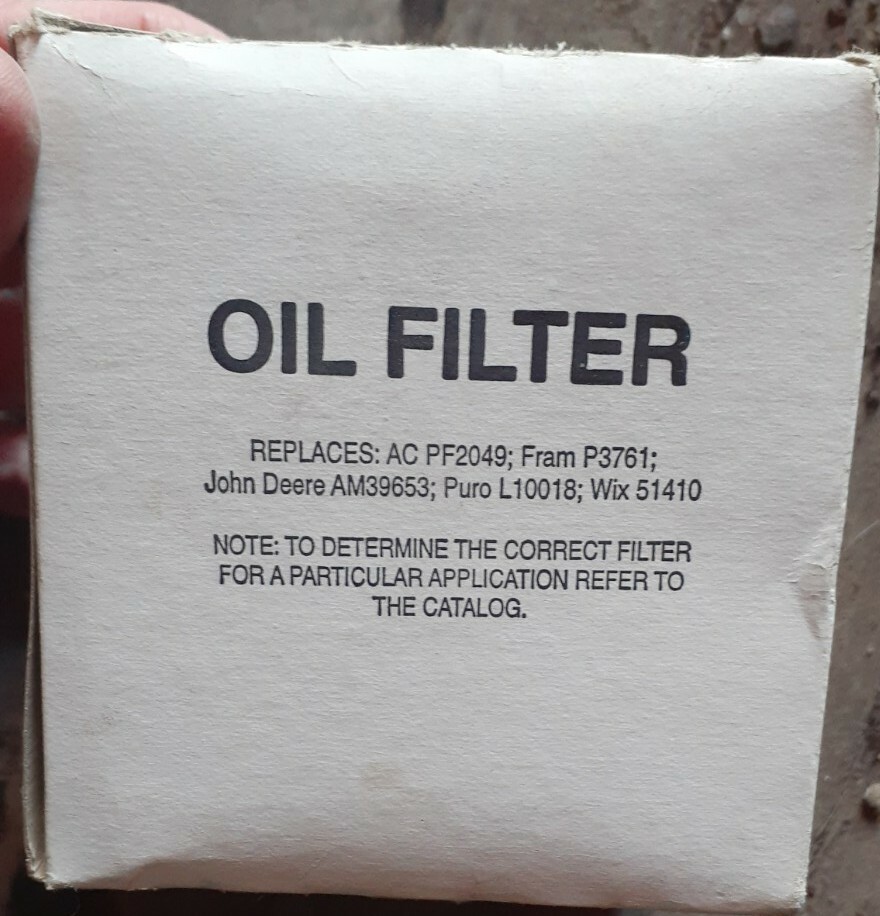 OIL FILTER
REPLACES: AC PF2049; Fram P3761;
John Deere AM39653; Puro L10018; Wix 51410
NOTE: TO DETERMINE THE CORRECT FILTER
FOR A PARTICULAR APPLICATION REFER TO
THE CATALOG.